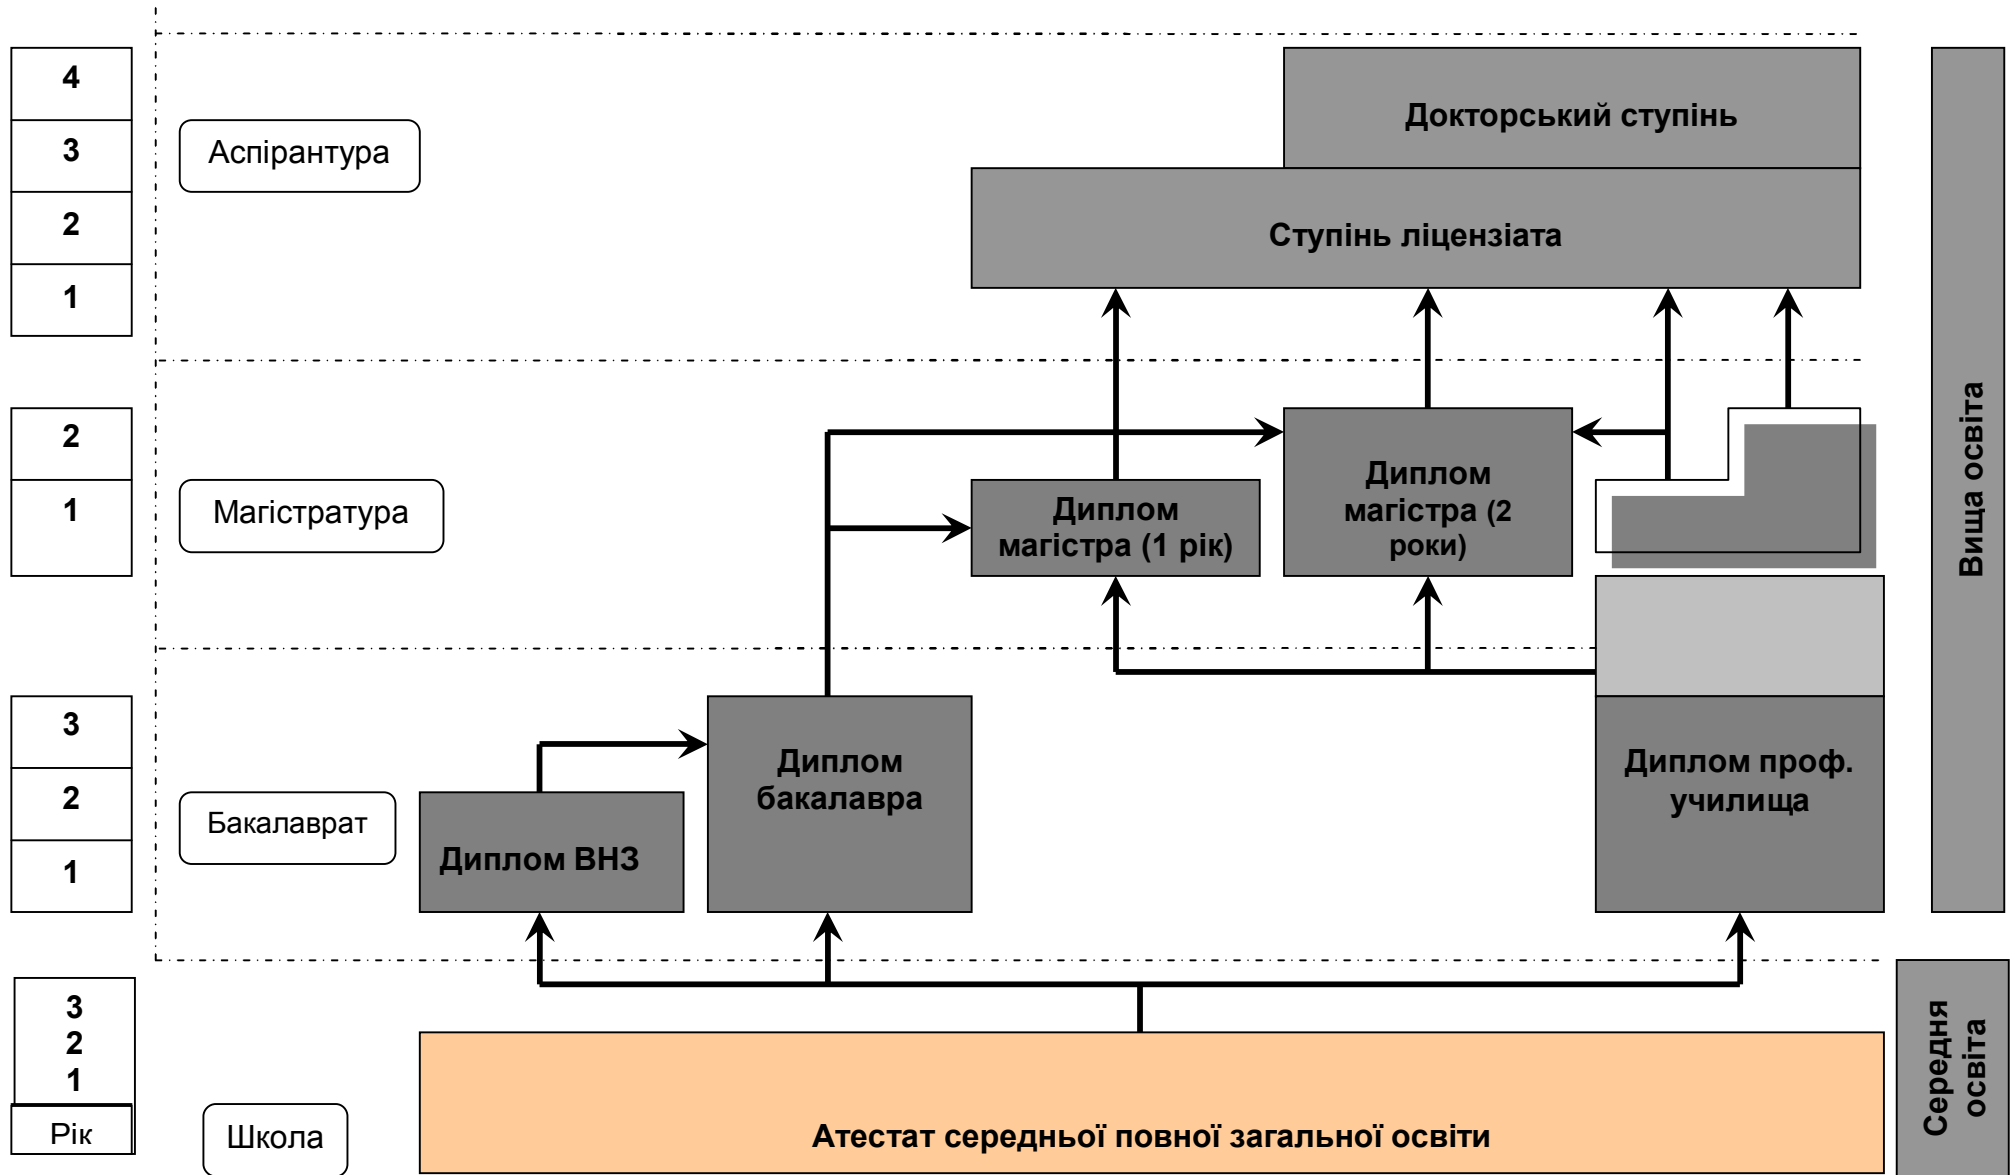 4
Докторський ступінь
3
Аспірантура
2
Ступінь ліцензіата
1
2
Диплом
магістра (2
роки)
1
Магістратура
Диплом
магістра (1 рік)
Вища освіта
3
Диплом
бакалавра
Диплом проф.
училища
2
Бакалаврат
1
Диплом ВНЗ
3
2
1
Рік
Школа
Атестат середньої повної загальної освіти
Середня
освіта